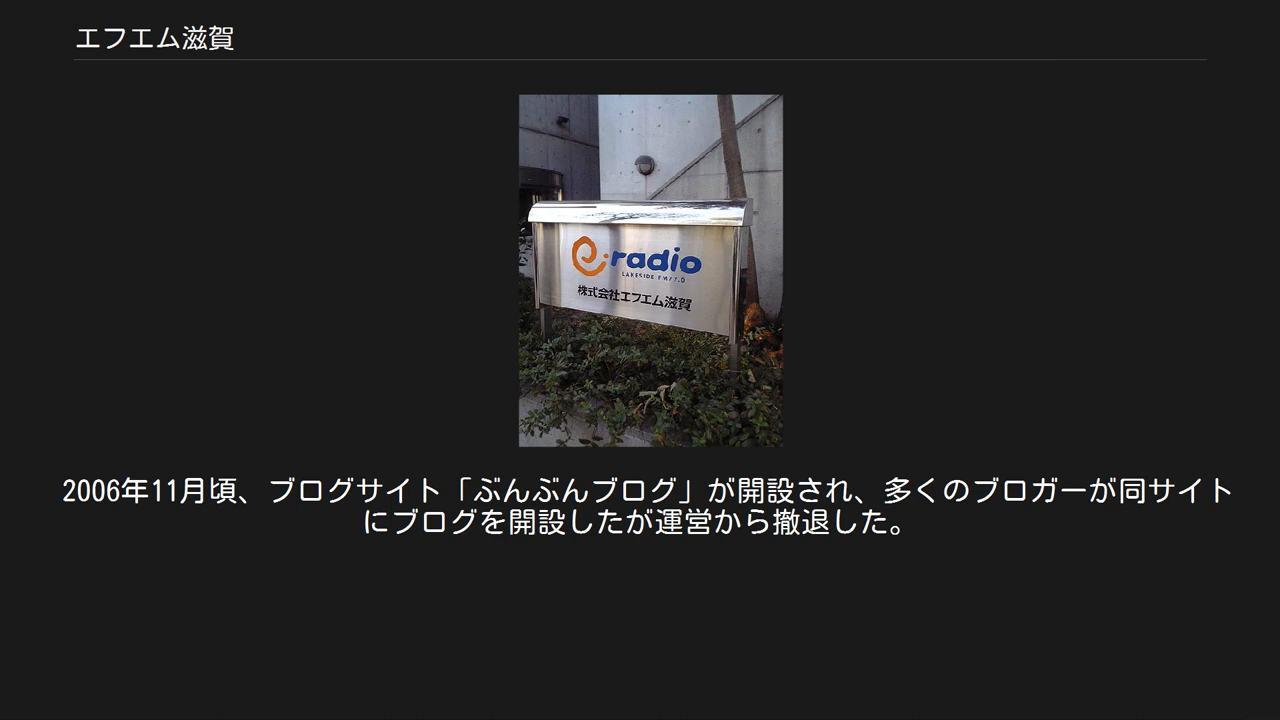 エフエム滋賀
e-radio
LAKESIDE FM77.0
株式会社エフエム滋賀
2006年11月頃、ブログサイト「ぶんぶんブログ」が開設され、多くのブロガーが同サイト
にブログを開設したが運営から撤退した。